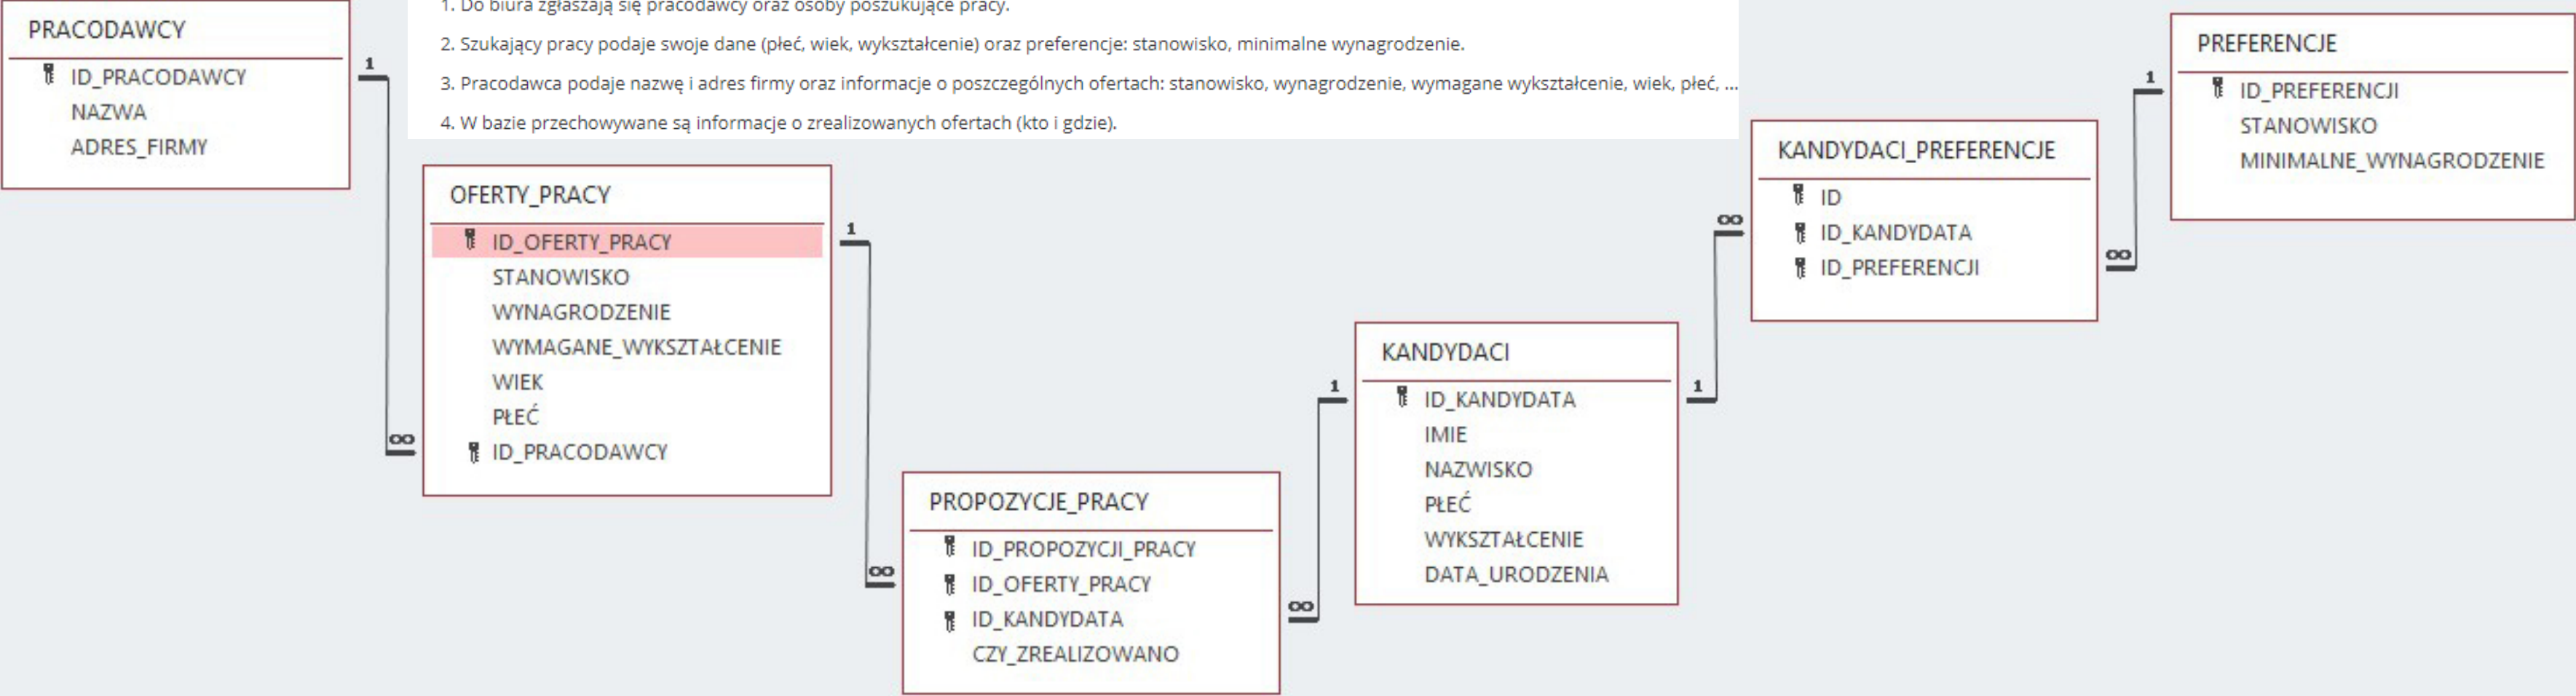 1. Do biura zgłaszają się pracodawcy oraz osoby poszukujące pracy.
2. Szukający pracy podaje swoje dane (płeć, wiek, wykształcenie) oraz preferencje: stanowisko, minimalne wynagrodzenie.
3. Pracodawca podaje nazwę i adres firmy oraz informacje o poszczególnych ofertach: stanowisko, wynagrodzenie, wymagane wykształcenie, wiek, płeć, ...
4. W bazie przechowywane są informacje o zrealizowanych ofertach (kto i gdzie).
PRACODAWCY
ID_PRACODAWCY
NAZWA
ADRES_FIRMY
1
∞
OFERTY_PRACY
ID_OFERTY_PRACY
STANOWISKO
WYNAGRODZENIE
WYMAGANE_WYKSZTAŁCENIE
WIEK
PŁEĆ
ID_PRACODAWCY
1
∞
PROPOZYCJE_PRACY
ID_PROPOZYCJI_PRACY
ID_OFERTY_PRACY
ID_KANDYDATA
CZY_ZREALIZOWANO
∞
1
KANDYDACI
ID_KANDYDATA
IMIE
NAZWISKO
PŁEĆ
WYKSZTAŁCENIE
DATA_URODZENIA
1
∞
KANDYDACI_PREFERENCJE
ID
ID_KANDYDATA
ID_PREFERENCJI
∞
1
PREFERENCJE
ID_PREFERENCJI
STANOWISKO
MINIMALNE_WYNAGRODZENIE